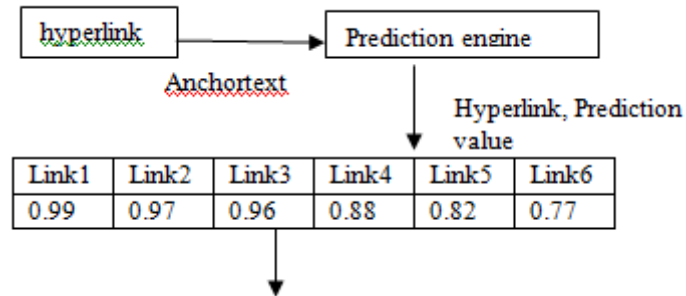 hyperlink
Prediction engine
Anchortext
Hyperlink, Prediction
value
Link1 Link2 Link3 Link4 Link5 Link6
0.99 0.97 0.96 0.88 0.82 0.77